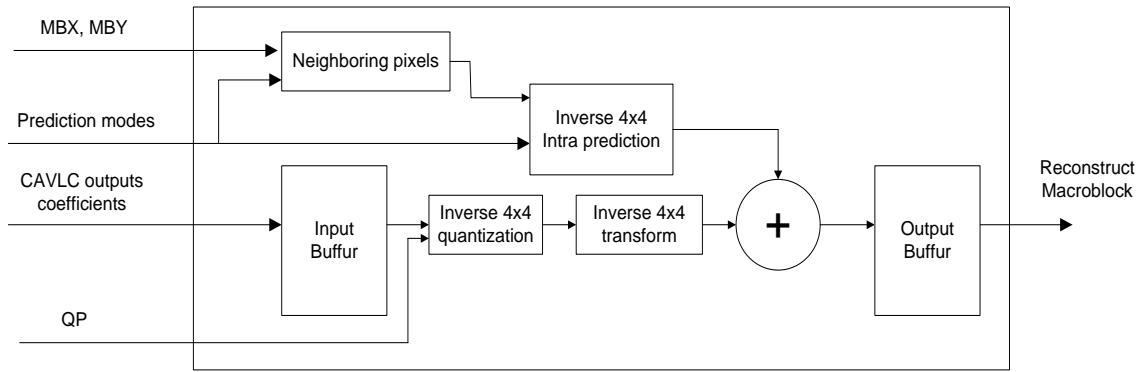 MBX, MBY
Neighboring pixels
Prediction modes
Inverse 4x4
Intra prediction
CAVLC outputs
coefficients
Input
Buffur
Inverse 4x4
quantization
Inverse 4x4
transform
+
Output
Buffur
Reconstruct
Macroblock
QP